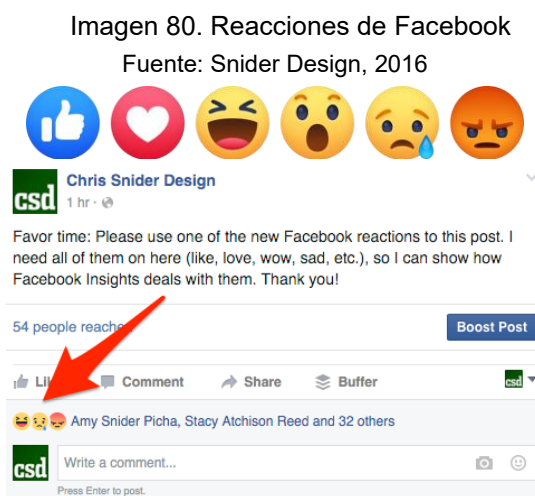 Imagen 80. Reacciones de Facebook
Fuente: Snider Design, 2016
csd
Chris Snider Design
1 hr ·
Favor time: Please use one of the new Facebook reactions to this post. I
need all of them on here (like, love, wow, sad, etc.), so I can show how
Facebook Insights deals with them. Thank you!
54 people reache
Boost Post
Li
Comment
Share
Buffer
csd
Amy Snider Picha, Stacy Atchison Reed and 32 others
csd
Write a comment...
Press Enter to post.